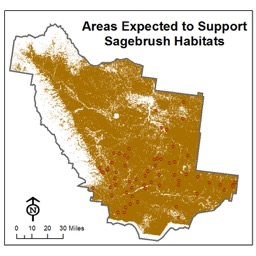 Areas Expected to Support
Sagebrush Habitats
N
0 10 20 30 Miles